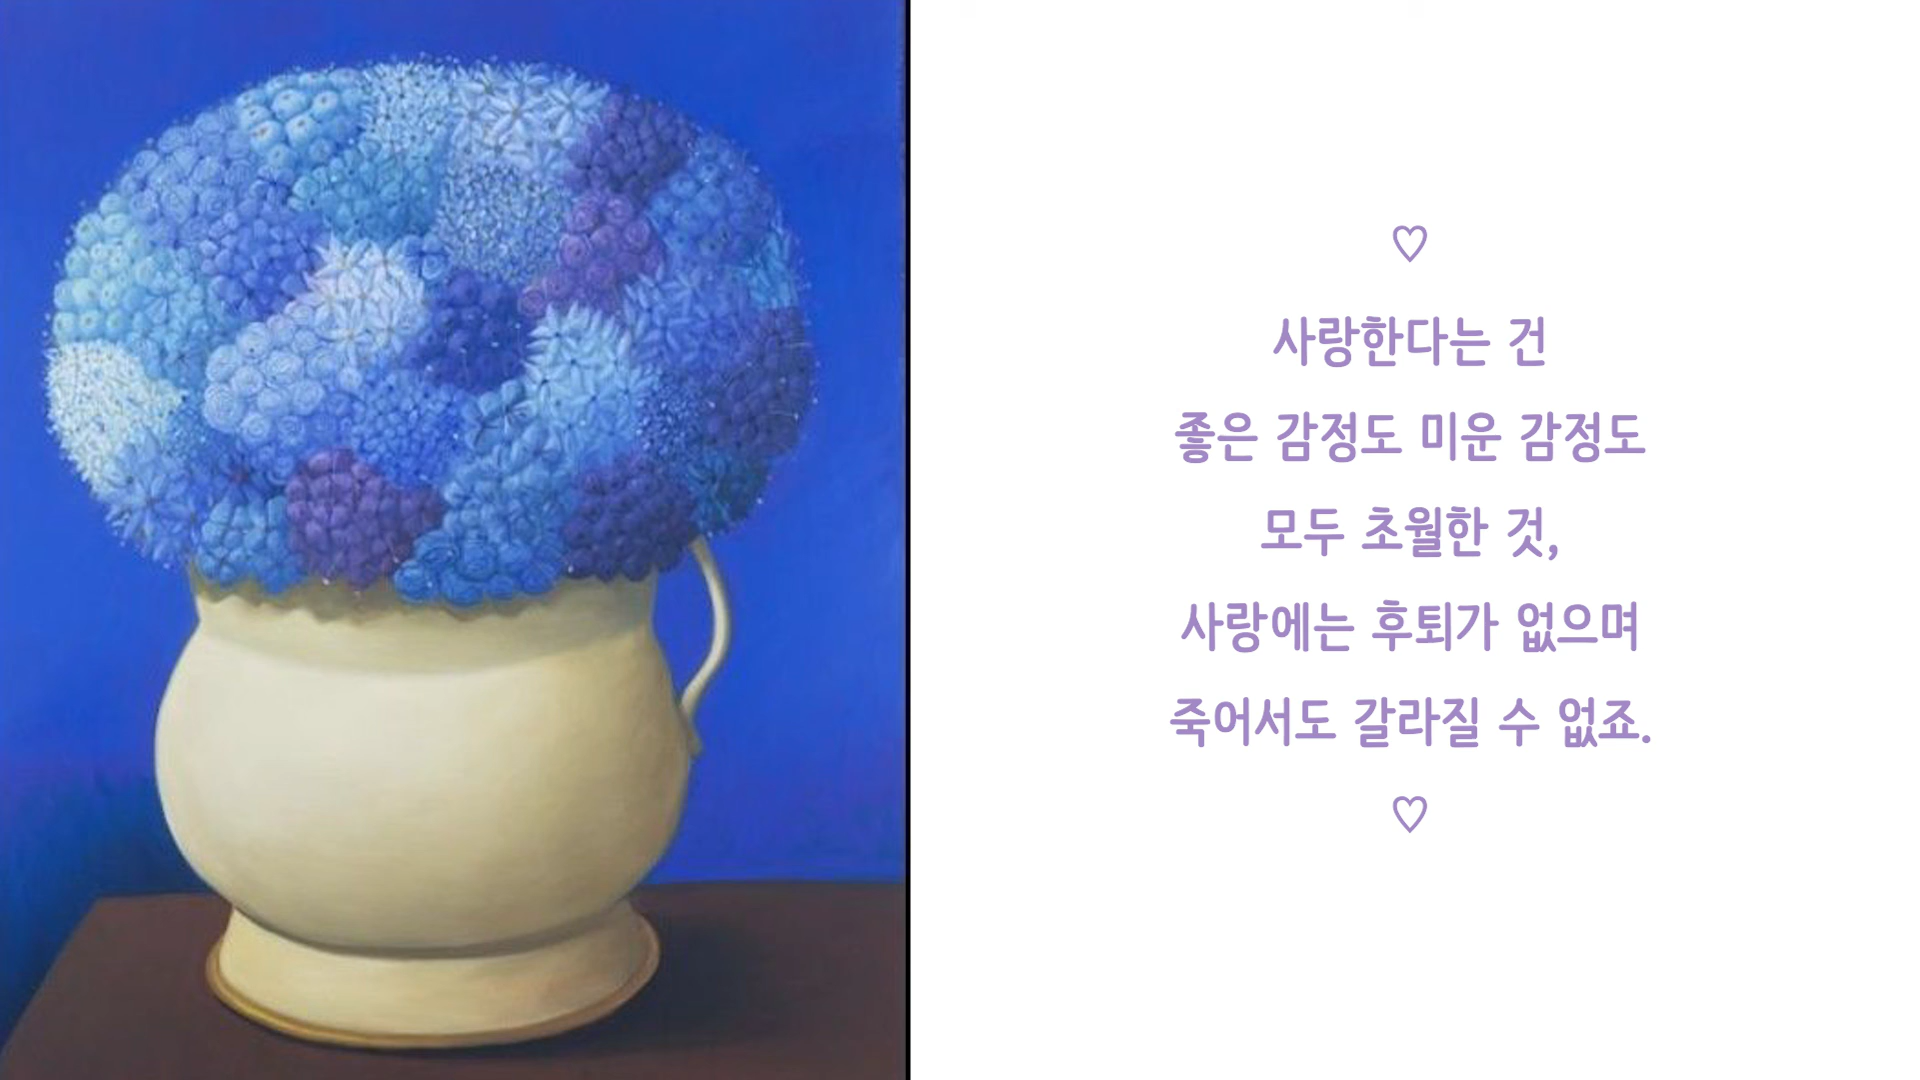 ♡
사랑한다는 건
좋은 감정도 미운 감정도
모두 초월한 것,
사랑에는 후퇴가 없으며
죽어서도 갈라질 수 없죠.
♡